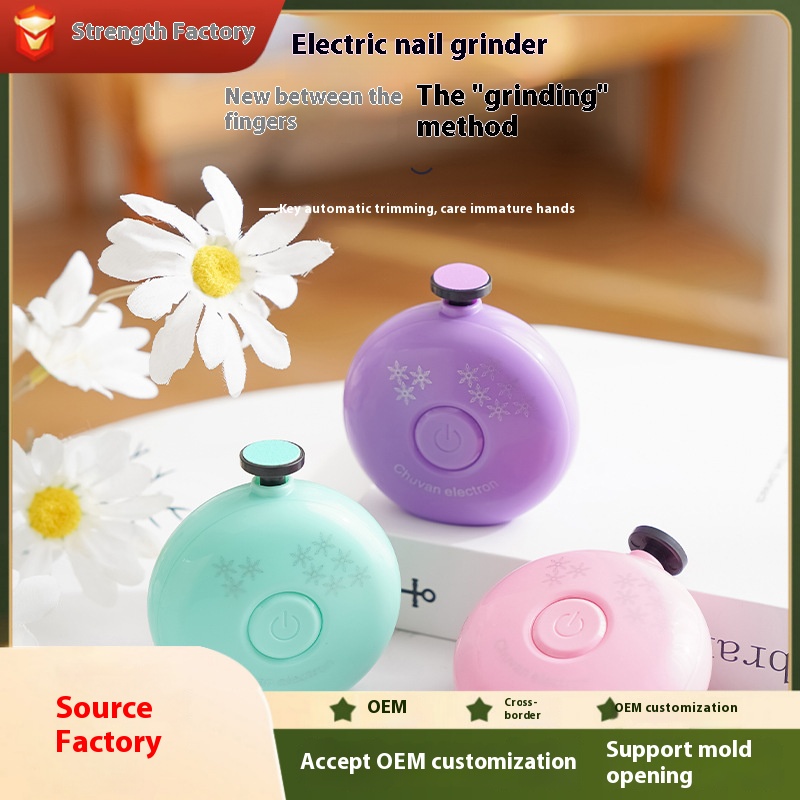 Strength Factory
Electric nail grinder
New between the
fingers
The "grinding"
method
Key automatic trimming, care immature hands
Chuvan electron
Source
Factory
OEM
Cross-
border
OEM customization
Accept OEM customization
Support mold
opening